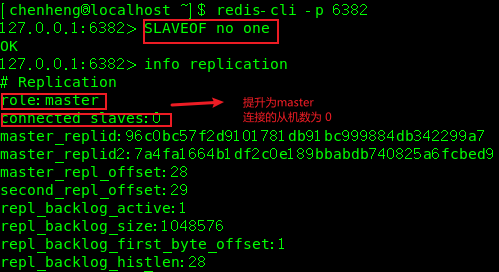 [chenheng@localhost ~]$ redis-cli -p 6382
127.0.0.1:6382> SLAVEOF no one
OK
127.0.0.1:6382> info replication
# Replication
role:master
提升为master
connected_slaves:0
连接的从机数为 0
master_replid:96c0bc57f2d9101781db91bc999884db342299a7
master_replid2:7a4fa1664b1df2c0e189bbabdb740825a6fcbed9
master_repl_offset:28
second_repl_offset:29
repl_backlog_active:1
repl_backlog_size:1048576
repl_backlog_first_byte_offset:1
repl_backlog_histlen:28